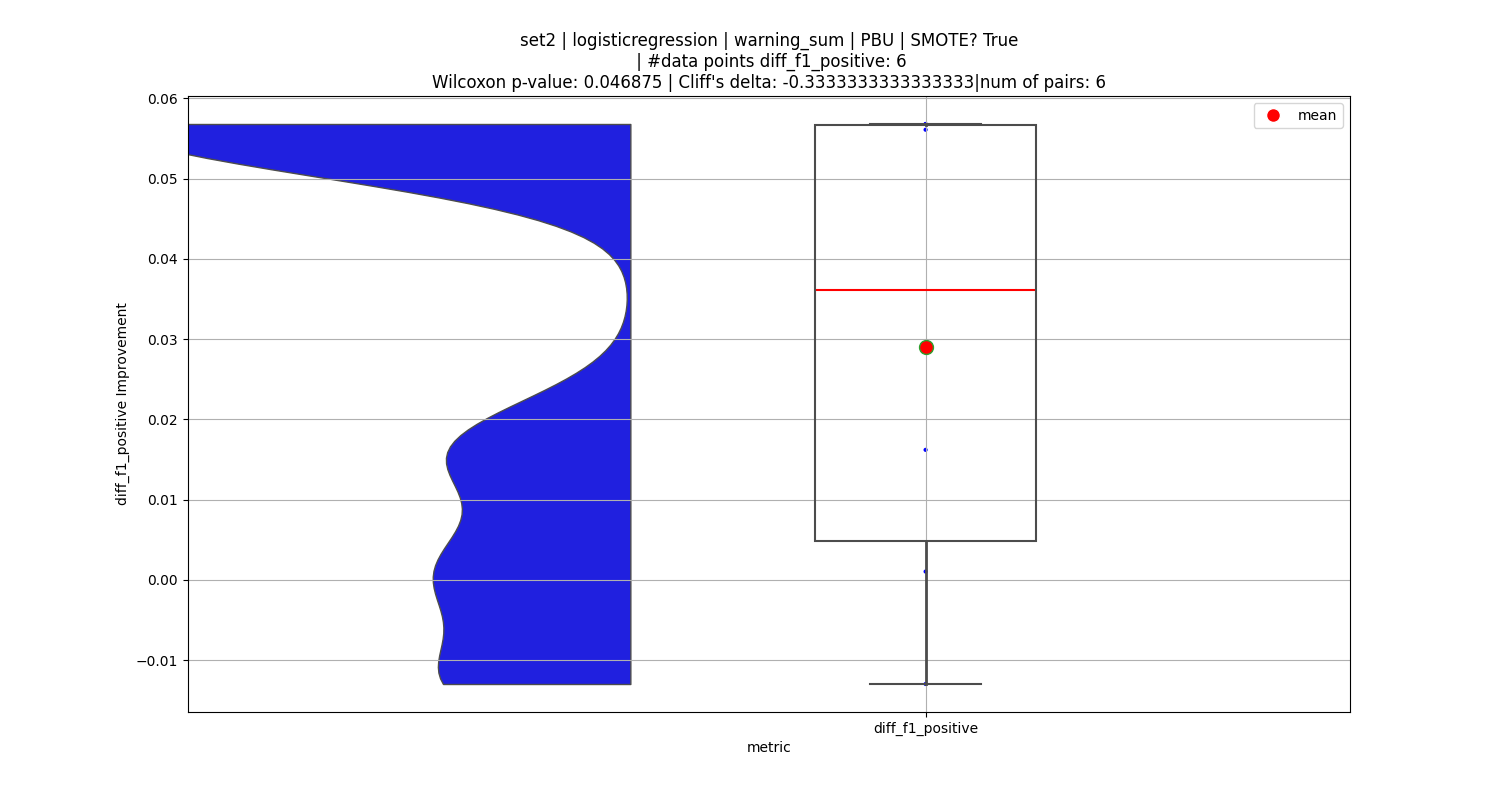 set2 | logisticregression | warning_sum | PBU | SMOTE? True
| #data points diff_f1_positive: 6
Wilcoxon p-value: 0.046875 | Cliff's delta: -0.3333333333333333|num of pairs: 6
mean
0.06
0.05
0.04
0.03
0.02
0.01
0.00
−0.01
diff_f1_positive Improvement
diff_f1_positive
metric